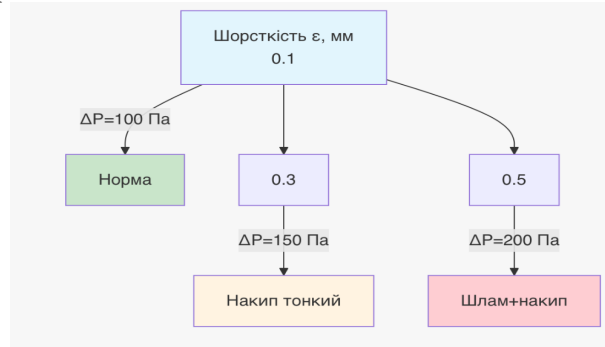 Шорсткість ε, мм
0.1
ΔP=100 Па
Норма
0.3
0.5
ΔP=150 Па
ΔP=200 Па
Накип тонкий
Шлам+накип